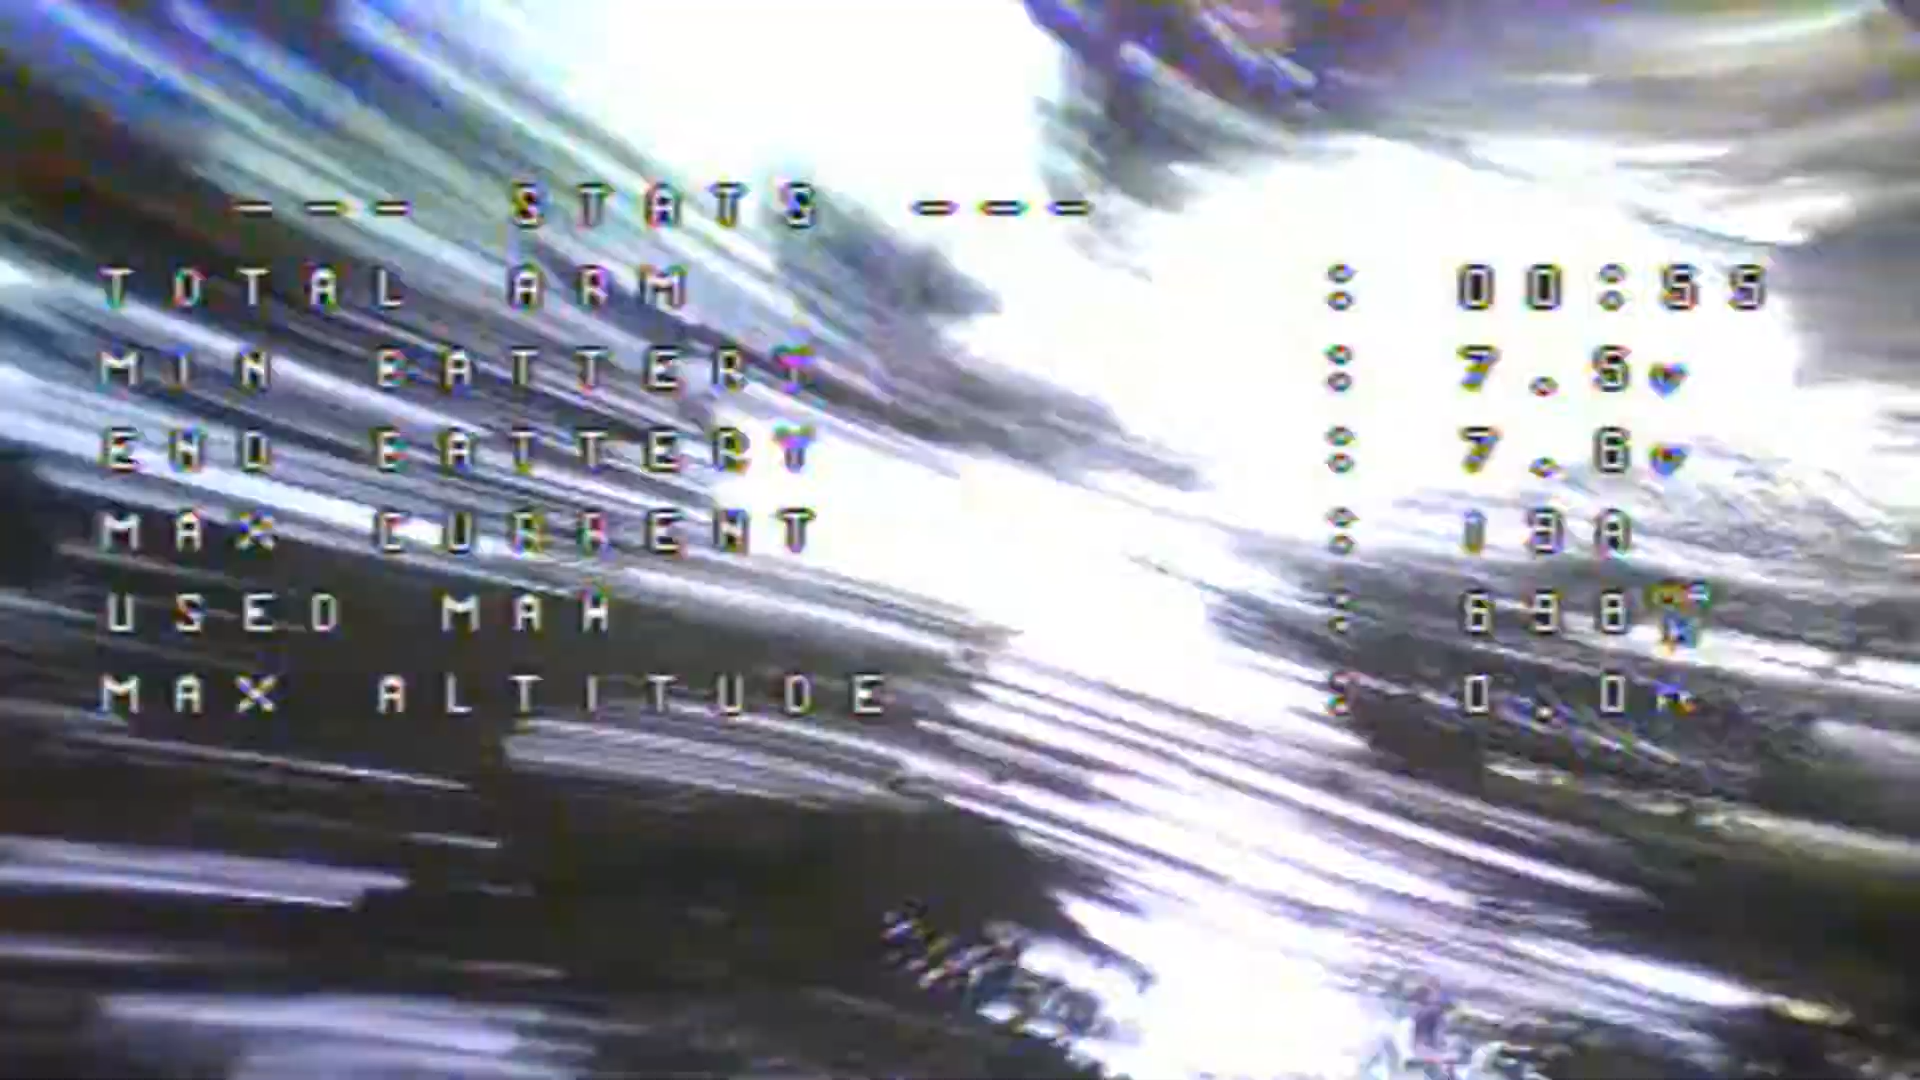 --- STATS ---
TOTAL ARM : 00:55
MIN BATTERY : 7.5V
END BATTERY : 7.6V
MAX CURRENT : 13A
USED MAH : 698MAH
MAX ALTITUDE : 0.0M